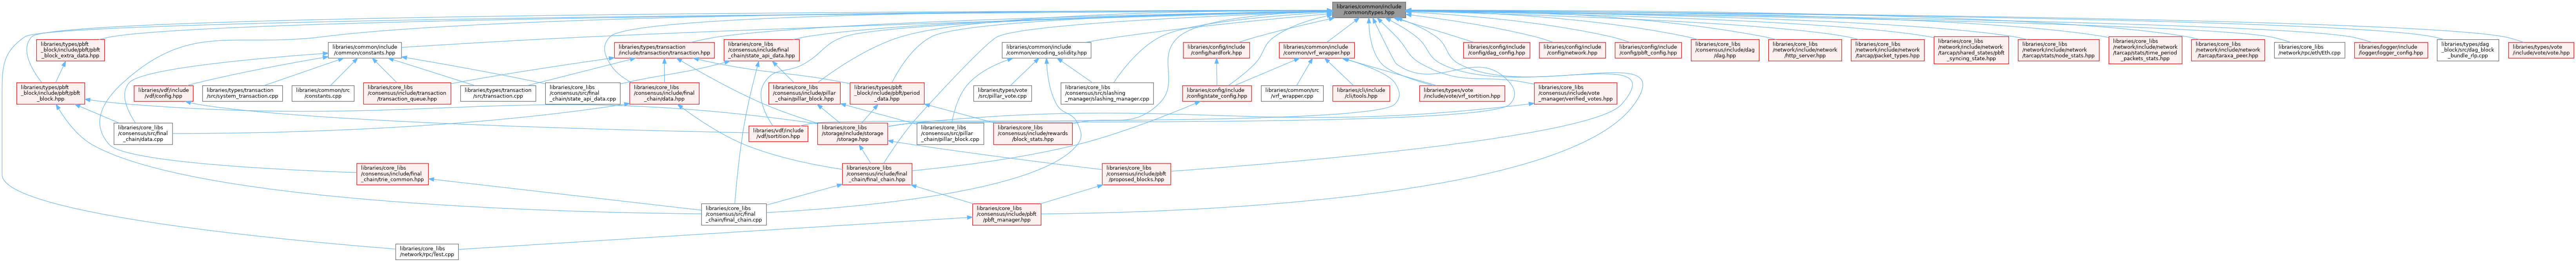 libraries/common/include
/common/types.hpp
libraries/types/pbft
_block/include/pbft/pbft
_block_extra_data.hpp
libraries/common/include
/common/constants.hpp
libraries/types/transaction
/include/transaction/transaction.hpp
libraries/core_libs
/consensus/include/final
_chain/state_api_data.hpp
libraries/common/include
/common/encoding_solidity.hpp
libraries/config/include
/config/hardfork.hpp
libraries/common/include
/common/vrf_wrapper.hpp
libraries/config/include
/config/dag_config.hpp
libraries/config/include
/config/network.hpp
libraries/config/include
/config/pbft_config.hpp
libraries/core_libs
/consensus/include/dag
/dag.hpp
libraries/core_libs
/network/include/network
/http_server.hpp
libraries/core_libs
/network/include/network
/tarcap/packet_types.hpp
libraries/core_libs
/network/include/network
/tarcap/shared_states/pbft
_syncing_state.hpp
libraries/core_libs
/network/include/network
/tarcap/stats/node_stats.hpp
libraries/core_libs
/network/include/network
/tarcap/stats/time_period
_packets_stats.hpp
libraries/core_libs
/network/include/network
/tarcap/taraxa_peer.hpp
libraries/core_libs
/network/rpc/eth/Eth.cpp
libraries/logger/include
/logger/logger_config.hpp
libraries/types/dag
_block/src/dag_block
_bundle_rlp.cpp
libraries/types/vote
/include/vote/vote.hpp
libraries/types/pbft
_block/include/pbft/pbft
_block.hpp
libraries/vdf/include
/vdf/config.hpp
libraries/types/transaction
/src/system_transaction.cpp
libraries/common/src
/constants.cpp
libraries/core_libs
/consensus/include/transaction
/transaction_queue.hpp
libraries/types/transaction
/src/transaction.cpp
libraries/core_libs
/consensus/src/final
_chain/state_api_data.cpp
libraries/core_libs
/consensus/include/final
_chain/data.hpp
libraries/core_libs
/consensus/include/pillar
_chain/pillar_block.hpp
libraries/types/pbft
_block/include/pbft/period
_data.hpp
libraries/types/vote
/src/pillar_vote.cpp
libraries/core_libs
/consensus/src/slashing
_manager/slashing_manager.cpp
libraries/config/include
/config/state_config.hpp
libraries/common/src
/vrf_wrapper.cpp
libraries/cli/include
/cli/tools.hpp
libraries/types/vote
/include/vote/vrf_sortition.hpp
libraries/core_libs
/consensus/include/vote
_manager/verified_votes.hpp
libraries/core_libs
/consensus/src/final
_chain/data.cpp
libraries/vdf/include
/vdf/sortition.hpp
libraries/core_libs
/storage/include/storage
/storage.hpp
libraries/core_libs
/consensus/src/pillar
_chain/pillar_block.cpp
libraries/core_libs
/consensus/include/rewards
/block_stats.hpp
libraries/core_libs
/consensus/include/final
_chain/trie_common.hpp
libraries/core_libs
/consensus/include/final
_chain/final_chain.hpp
libraries/core_libs
/consensus/include/pbft
/proposed_blocks.hpp
libraries/core_libs
/consensus/src/final
_chain/final_chain.cpp
libraries/core_libs
/consensus/include/pbft
/pbft_manager.hpp
libraries/core_libs
/network/rpc/Test.cpp